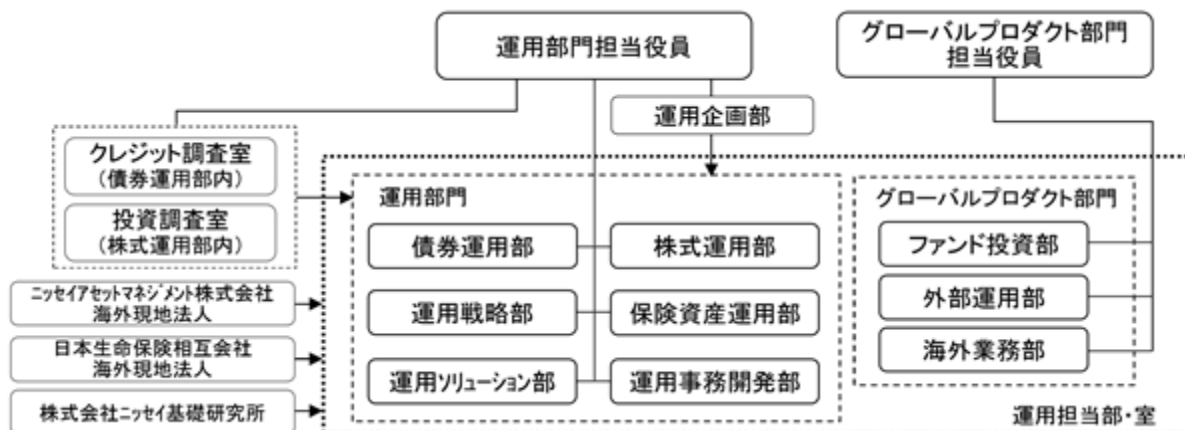 運用部門担当役員
グローバルプロダクト部門
担当役員
運用企画部
クレジット調査室
(債券運用部内)
投資調査室
(株式運用部内)
ニッセイアセットマネジメント株式会社
海外現地法人
日本生命保険相互会社
海外現地法人
株式会社ニッセイ基礎研究所
運用部門
債券運用部
株式運用部
運用戦略部
保険資産運用部
運用ソリューション部
運用事務開発部
グローバルプロダクト部門
ファンド投資部
外部運用部
海外業務部
運用担当部・室